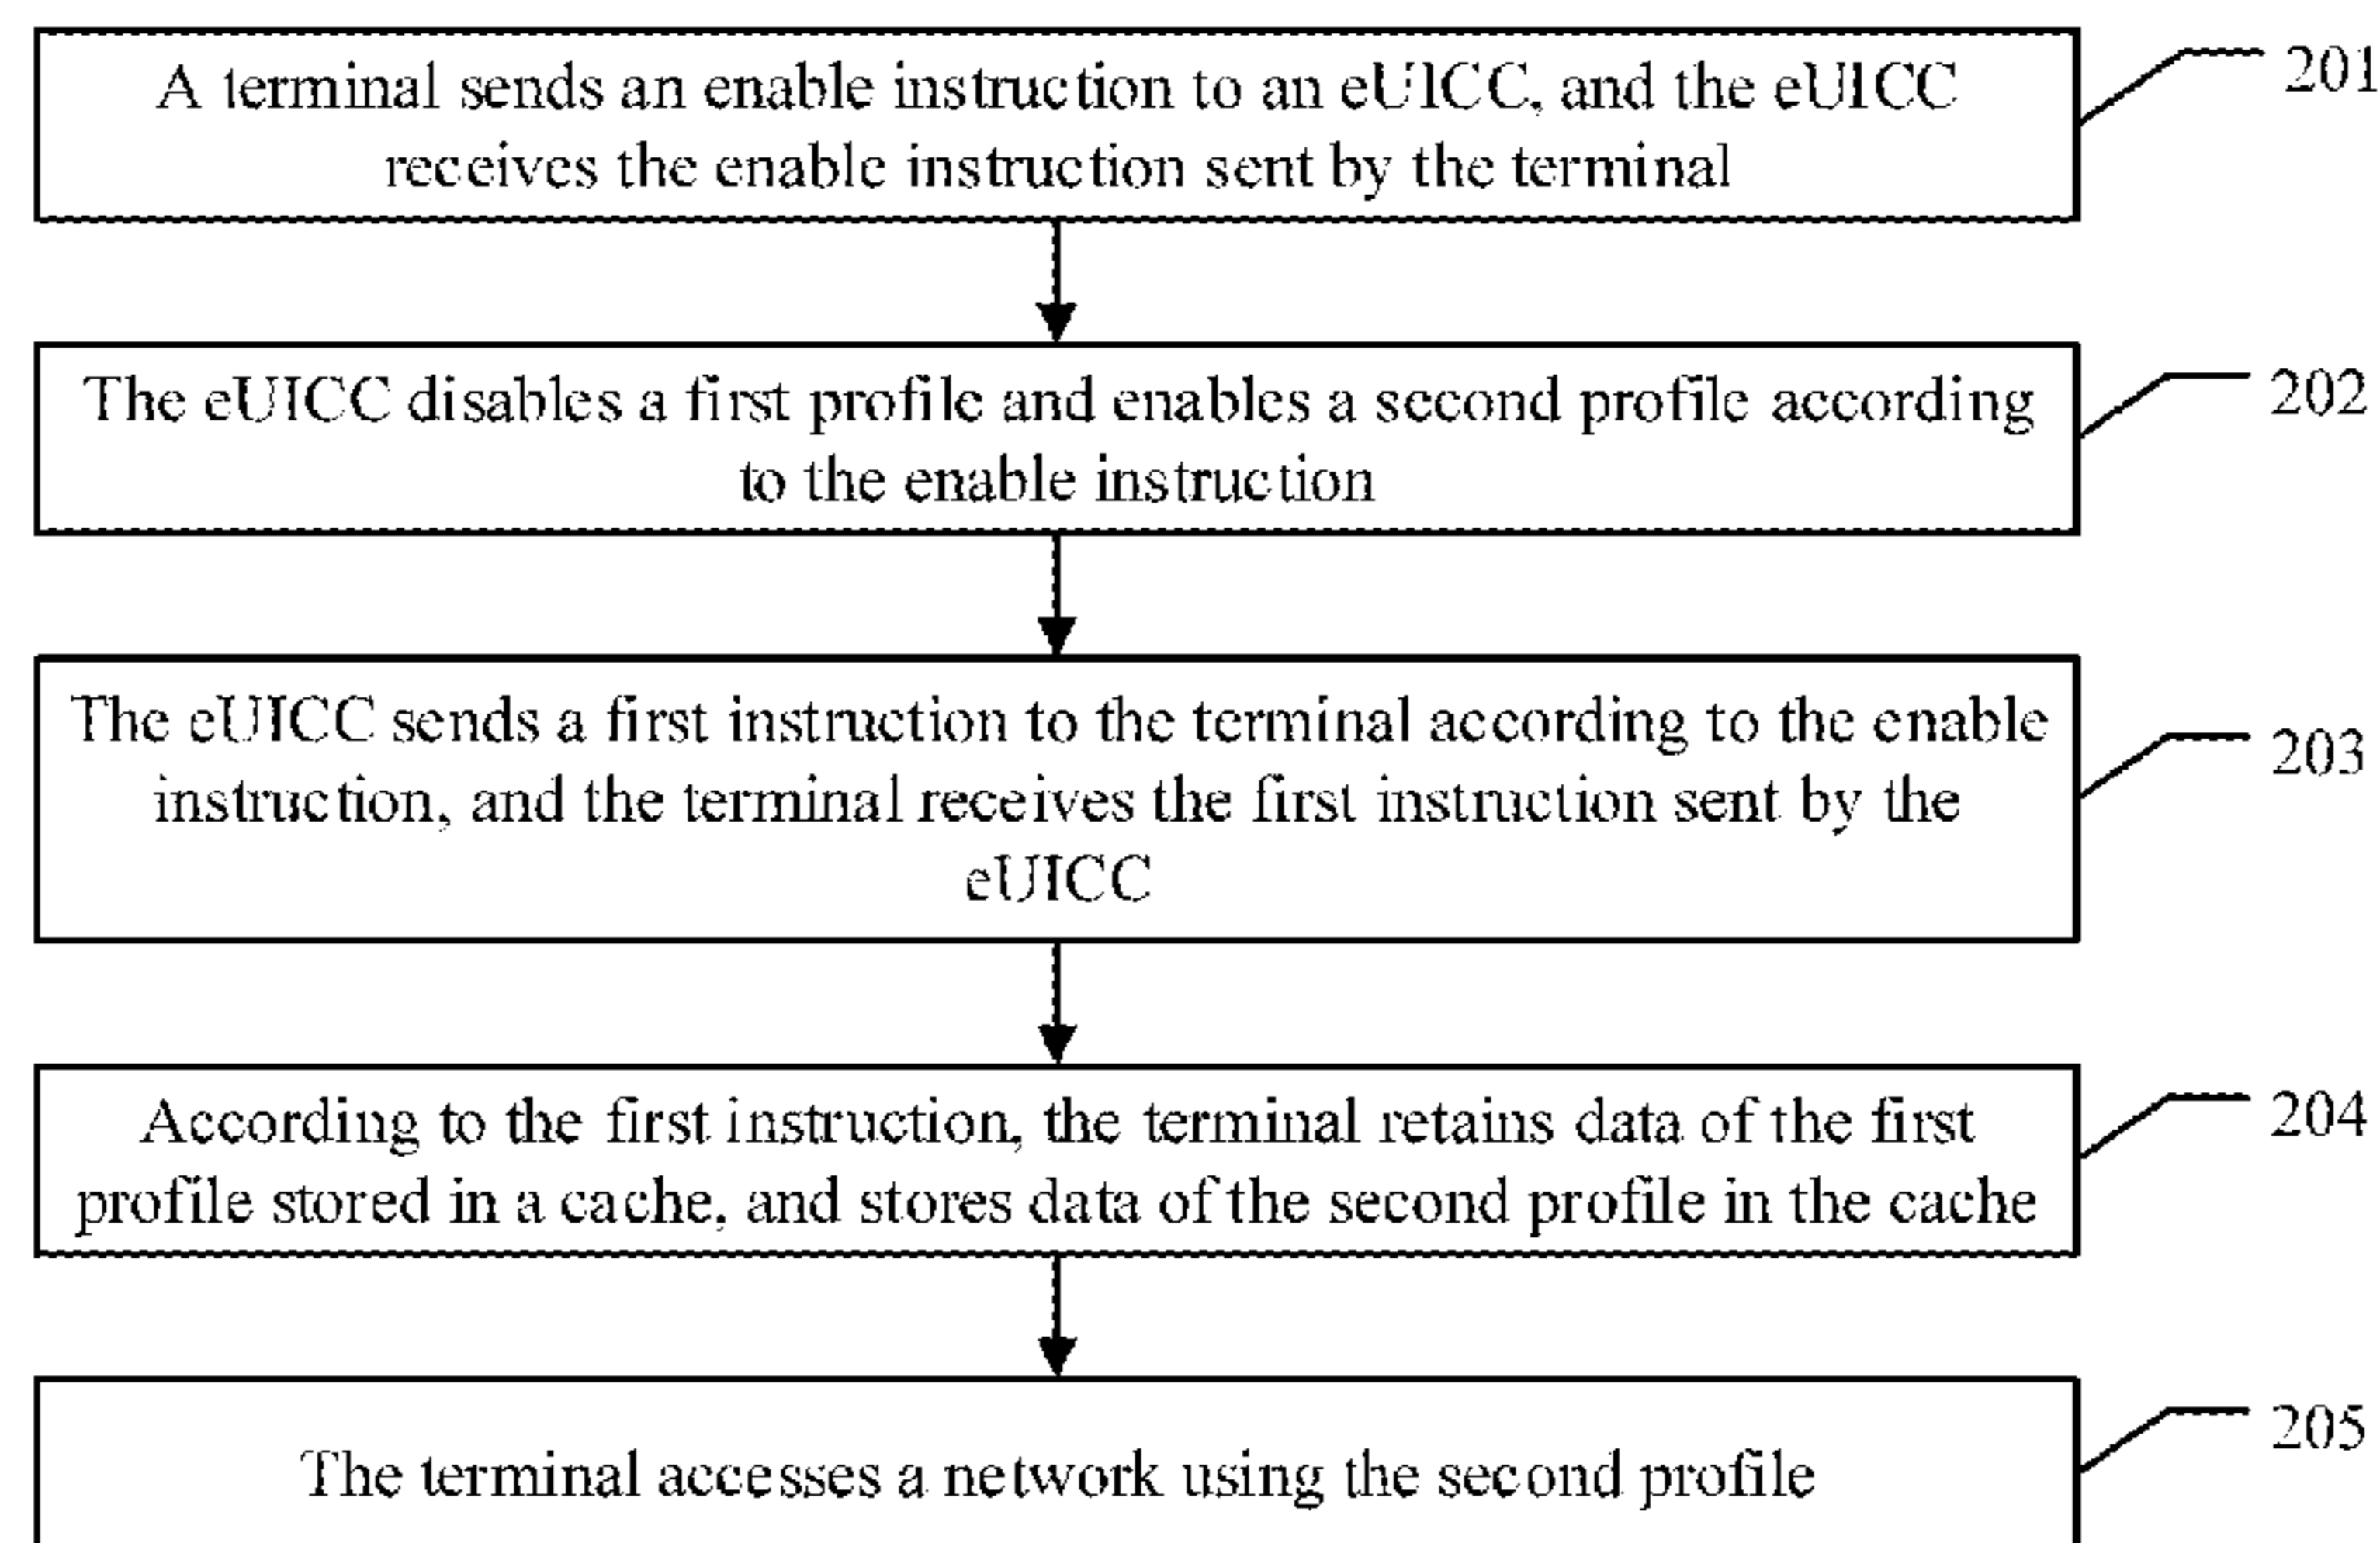 A terminal sends an enable instruction to an eUICC, and the eUICC
receives the enable instruction sent by the terminal
201
The eUICC disables a first profile and enables a second profile according
to the enable instruction
202
The eUICC sends a first instruction to the terminal according to the enable
instruction, and the terminal receives the first instruction sent by the
eUICC
203
According to the first instruction, the terminal retains data of the first
profile stored in a cache, and stores data of the second profile in the cache
204
The terminal accesses a network using the second profile
205